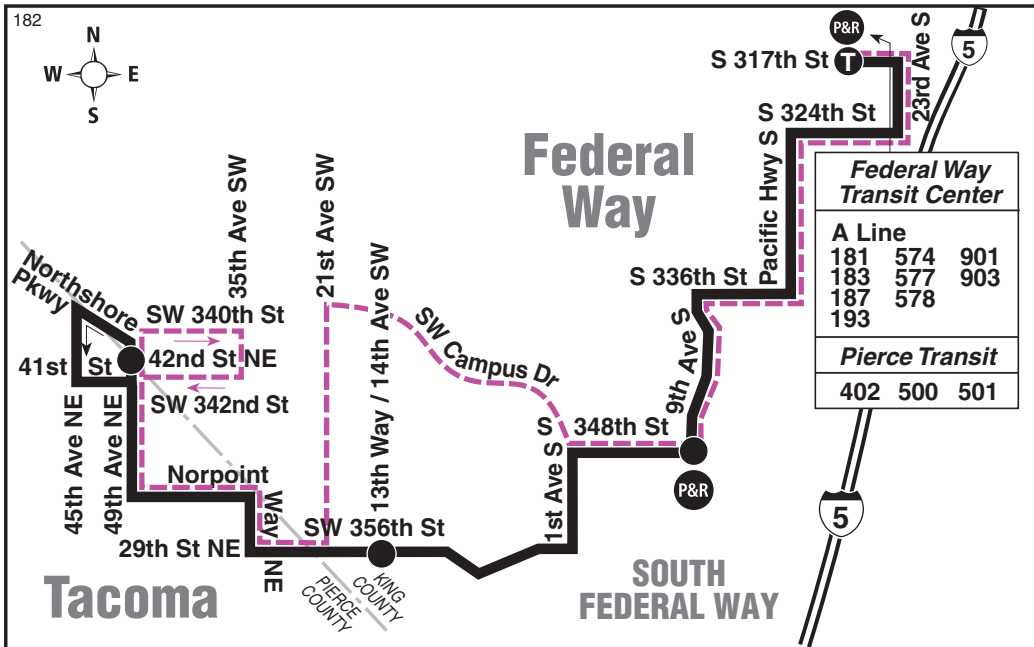 182
N
W E
S
P&R
S 317th St T
23rd Ave S
5
S 324th St
Federal
Way
Pacific Hwy S
Federal Way
Transit Center
A Line
181 574 901
183 577 903
187 578
193
Pierce Transit
402 500 501
35th Ave SW
21st Ave SW
13th Way / 14th Ave SW
S 336th St
Northshore
Pkwy
SW 340th St
41st St
42nd St NE
SW 342nd St
SW Campus Dr
9th Ave S
S 348th St
45th Ave NE
49th Ave NE
Norpoint
Way NE
1st Ave S
P&R
5
29th St NE
SW 356th St
Tacoma
KING
COUNTY
PIERCE
COUNTY
SOUTH
FEDERAL WAY